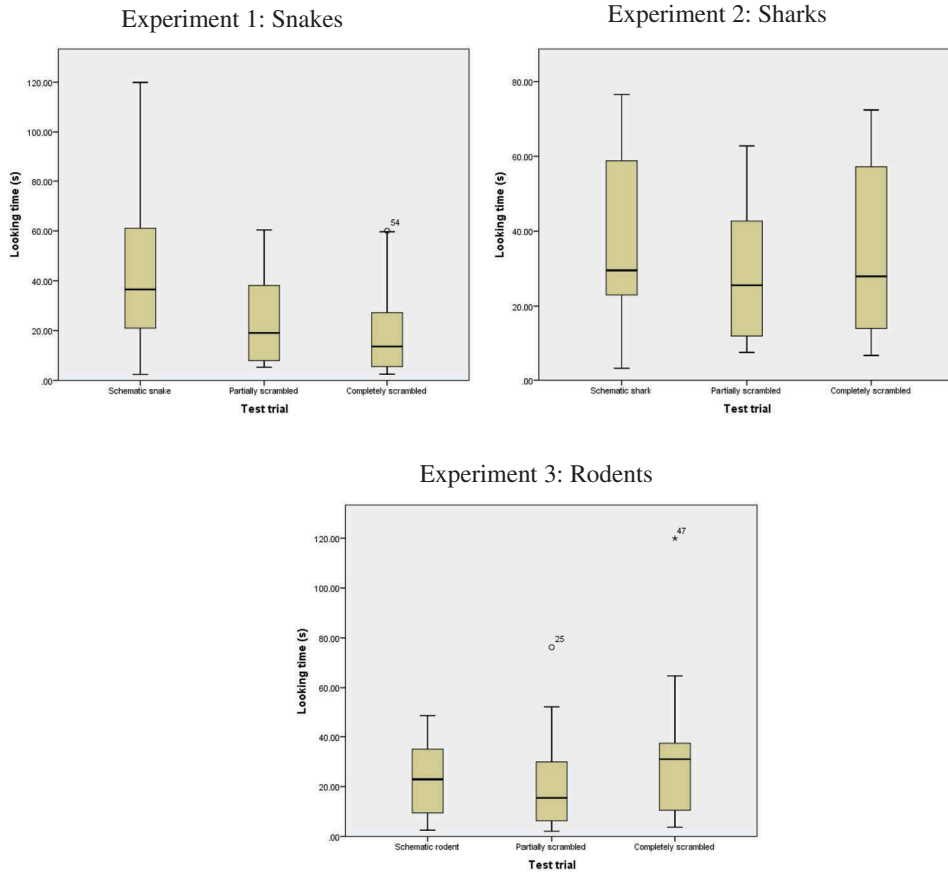 Experiment 1: Snakes
Looking time (s)
120.00
100.00
80.00
60.00
40.00
20.00
.00
54
Schematic snake
Partially scrambled
Completely scrambled
Test trial
Experiment 2: Sharks
Looking time (s)
80.00
60.00
40.00
20.00
.00
Schematic shark
Partially scrambled
Completely scrambled
Test trial
Experiment 3: Rodents
Looking time (s)
120.00
100.00
80.00
60.00
40.00
20.00
.00
25
47
Schematic rodent
Partially scrambled
Completely scrambled
Test trial